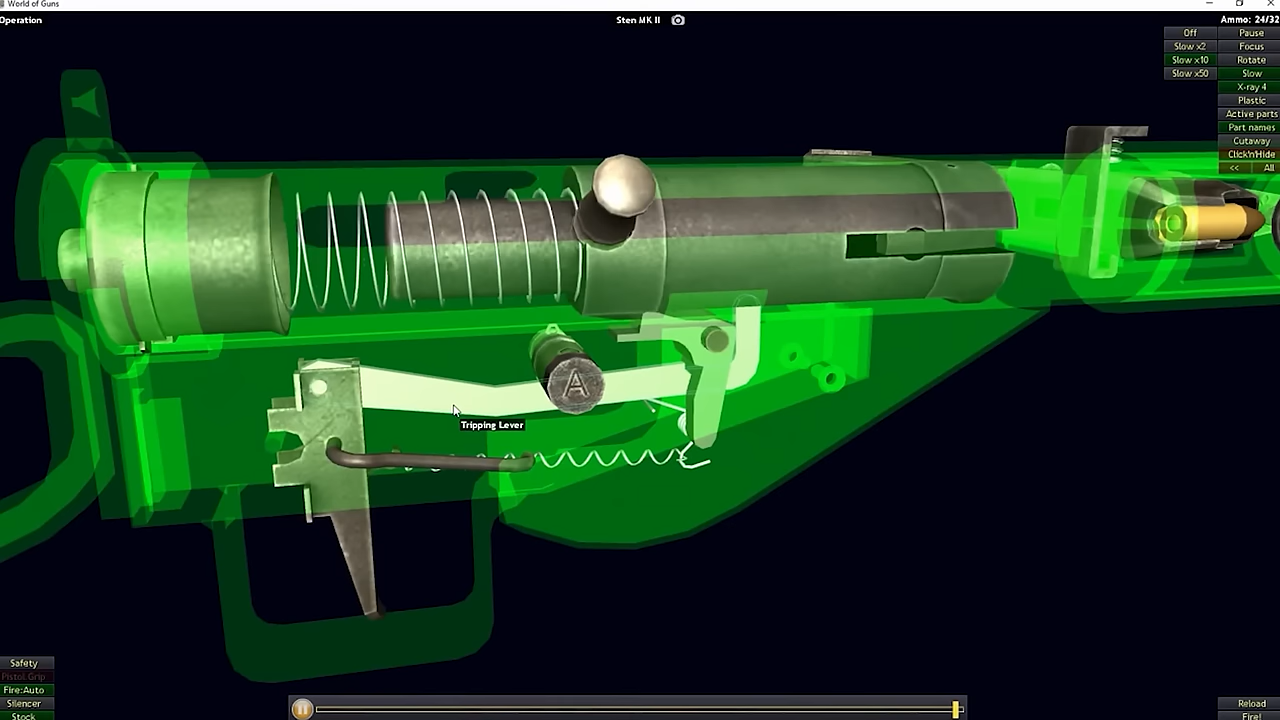 World of Guns
Operation
Sten MK II
Ammo: 24/32
Off
Pause
Slow x2
Focus
Slow x10
Rotate
Slow x50
Slow
X-ray 4
Plastic
Active parts
Part names
Cutaway
Click'n'Hide
<<
All
A
Tripping Lever
Safety
Pistol Grip
Fire:Auto
Silencer
Stock
Reload
Fire!